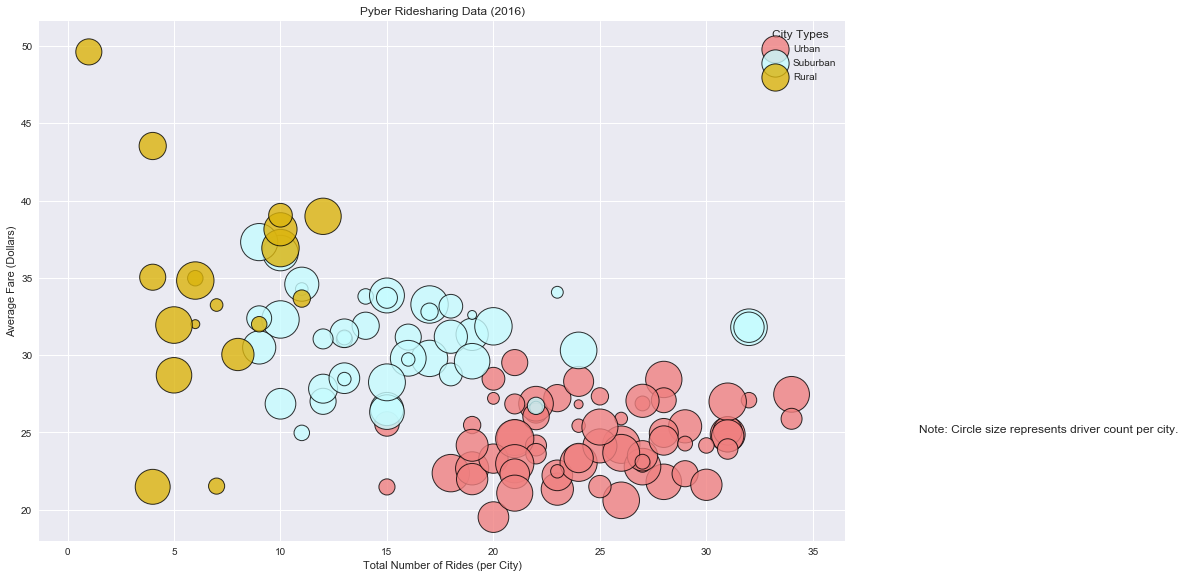 Pyber Ridesharing Data (2016)
City Types
Urban
Suburban
Rural
Average Fare (Dollars)
50
45
40
35
30
25
20
0 5 10 15 20 25 30 35
Total Number of Rides (per City)
Note: Circle size represents driver count per city.